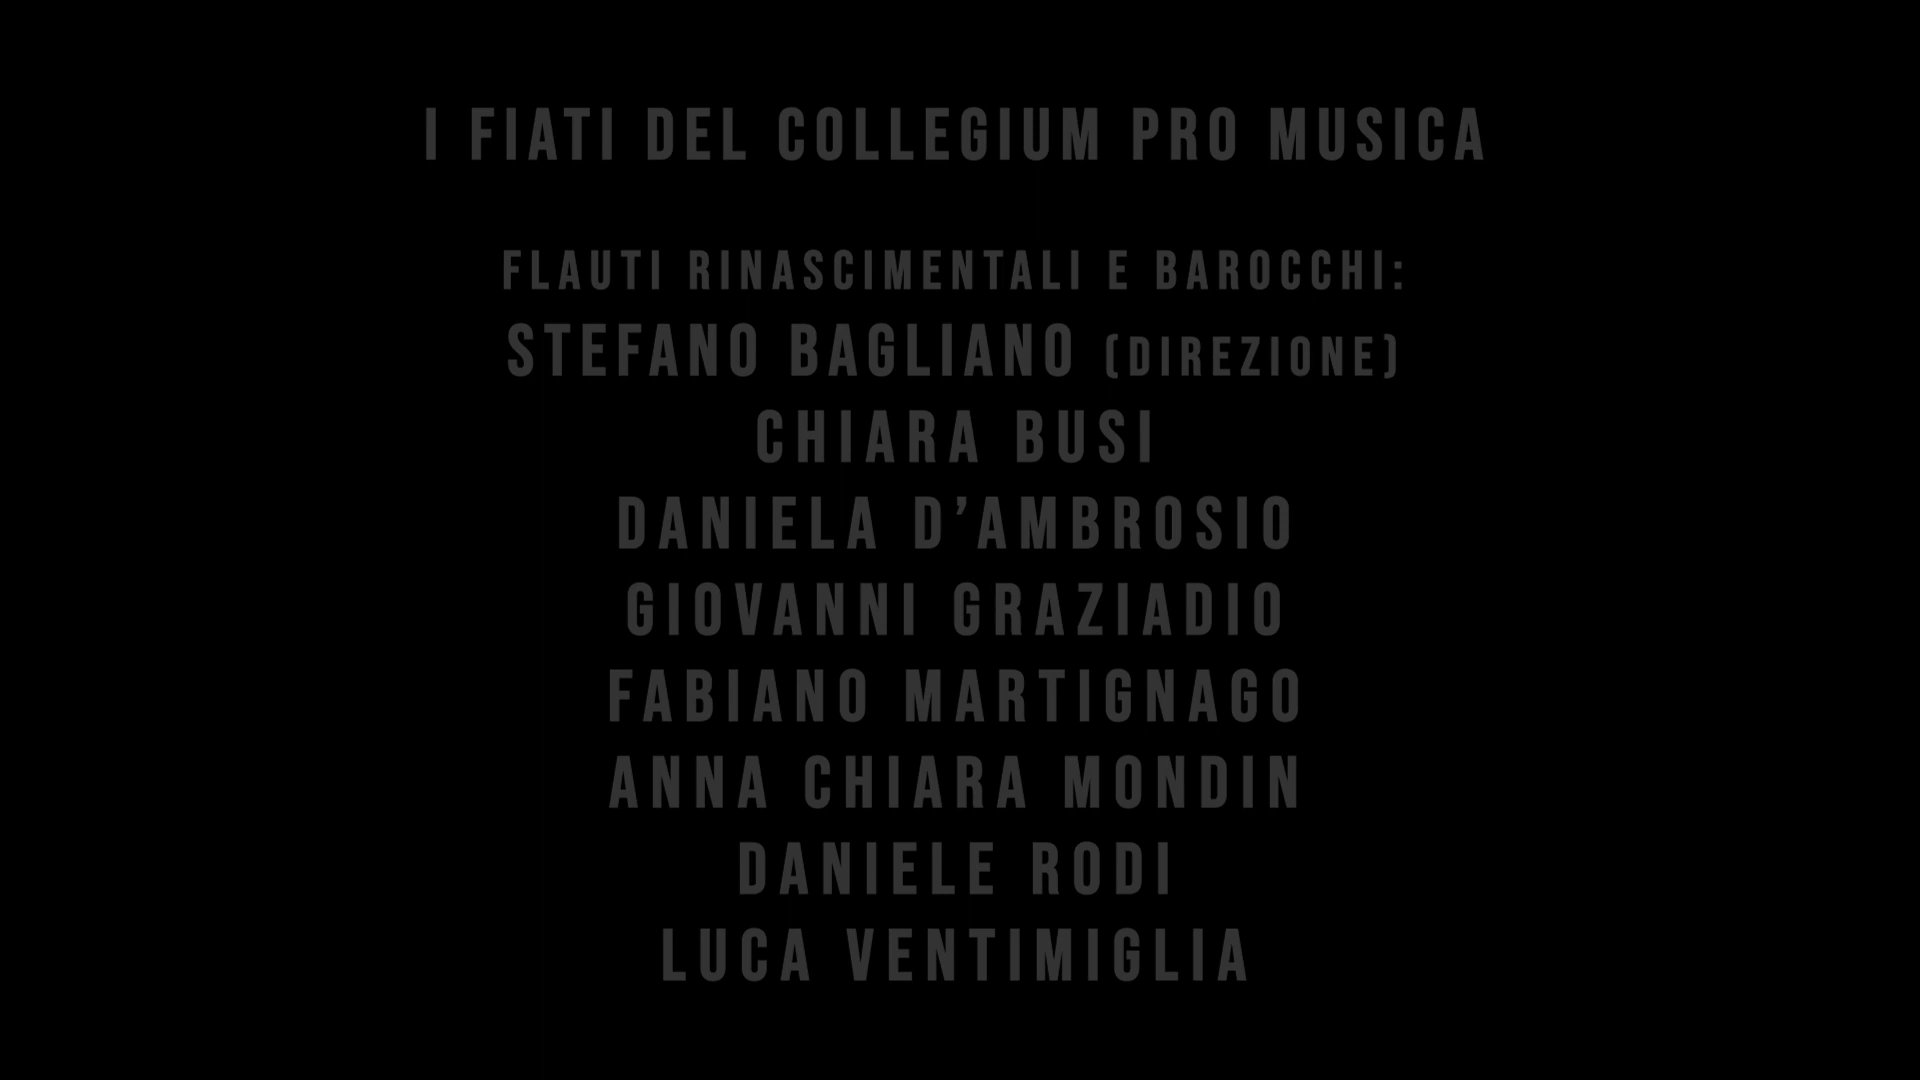 I FIATI DEL COLLEGIUM PRO MUSICA
FLAUTI RINASCIMENTALI E BAROCCHI:
STEFANO BAGLIANO (DIREZIONE)
CHIARA BUSI
DANIELA D’AMBROSIO
GIOVANNI GRAZIADIO
FABIANO MARTIGNAGO
ANNA CHIARA MONDIN
DANIELE RODI
LUCA VENTIMIGLIA